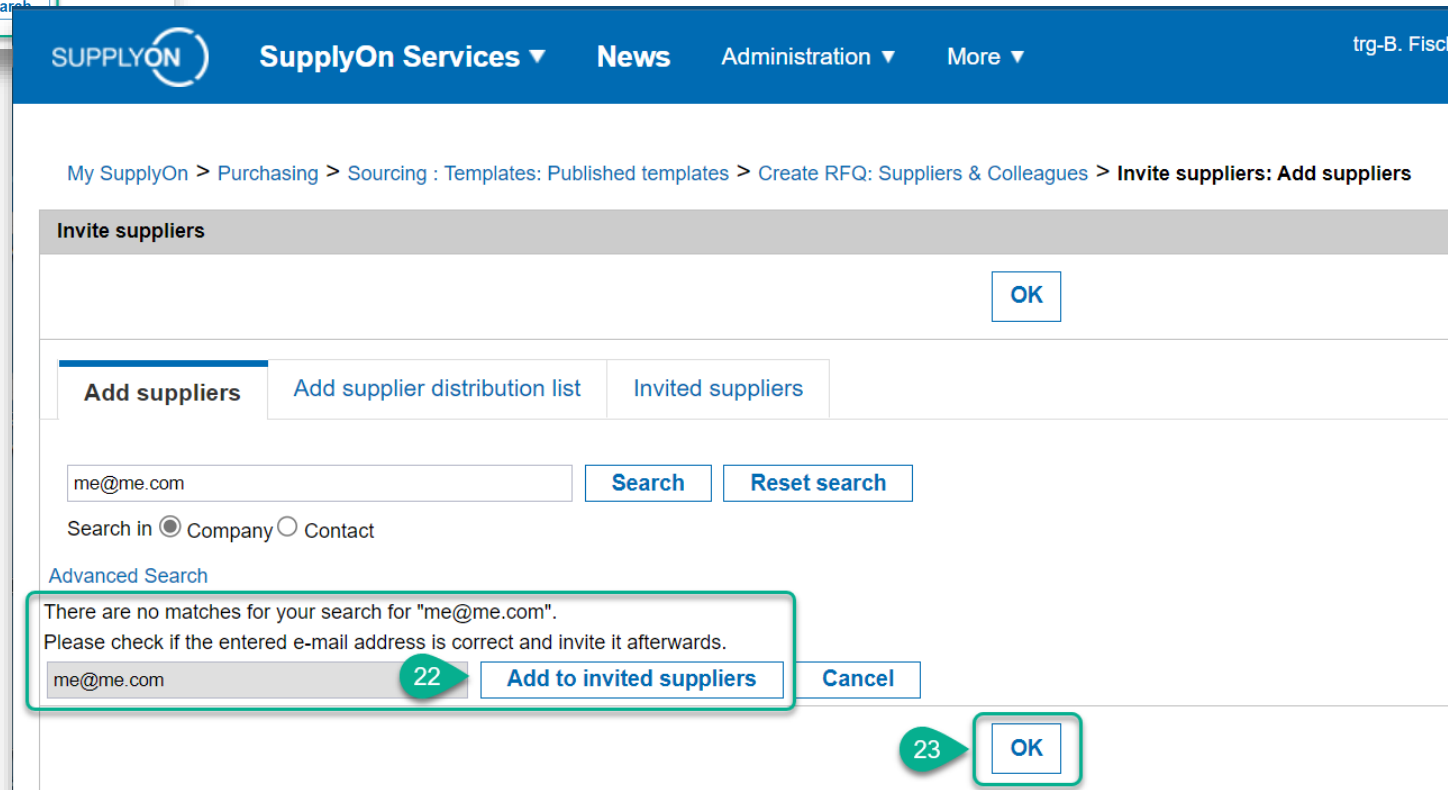 SUPPLYON SupplyOn Services ▼ News Administration ▼ More ▼
My SupplyOn > Purchasing > Sourcing : Templates: Published templates > Create RFQ: Suppliers & Colleagues > Invite suppliers: Add suppliers
Invite suppliers
OK
Add suppliers Add supplier distribution list Invited suppliers
me@me.com Search Reset search
Search in Company Contact
Advanced Search
There are no matches for your search for "me@me.com".
Please check if the entered e-mail address is correct and invite it afterwards.
me@me.com 22 Add to invited suppliers Cancel
23 OK